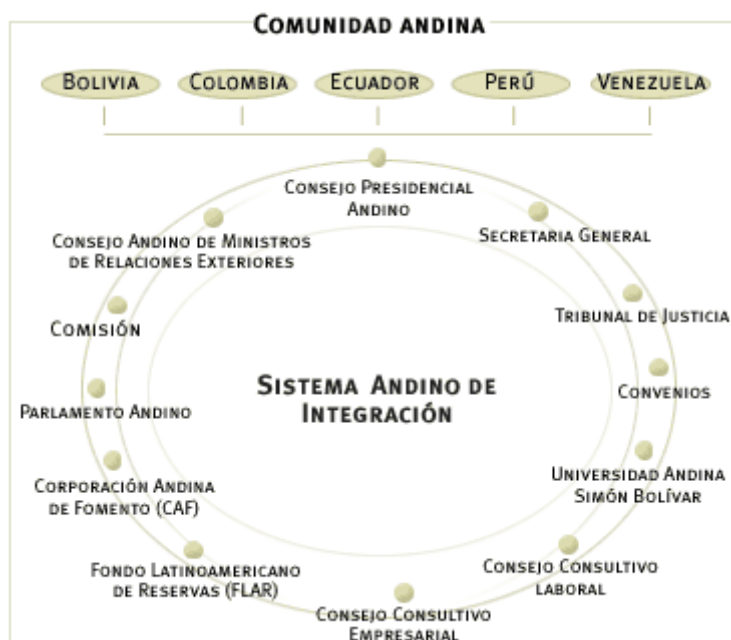 COMUNIDAD ANDINA
BOLIVIA
COLOMBIA
ECUADOR
PERÚ
VENEZUELA
CONSEJO PRESIDENCIAL
ANDINO
CONSEJO ANDINO DE MINISTROS
DE RELACIONES EXTERIORES
SECRETARIA GENERAL
COMISIÓN
TRIBUNAL DE JUSTICIA
SISTEMA ANDINO DE
INTEGRACIÓN
PARLAMENTO ANDINO
CONVENIOS
CORPORACIÓN ANDINA
DE FOMENTO (CAF)
UNIVERSIDAD ANDINA
SIMÓN BOLÍVAR
FONDO LATINOAMERICANO
DE RESERVAS (FLAR)
CONSEJO CONSULTIVO
LABORAL
CONSEJO CONSULTIVO
EMPRESARIAL